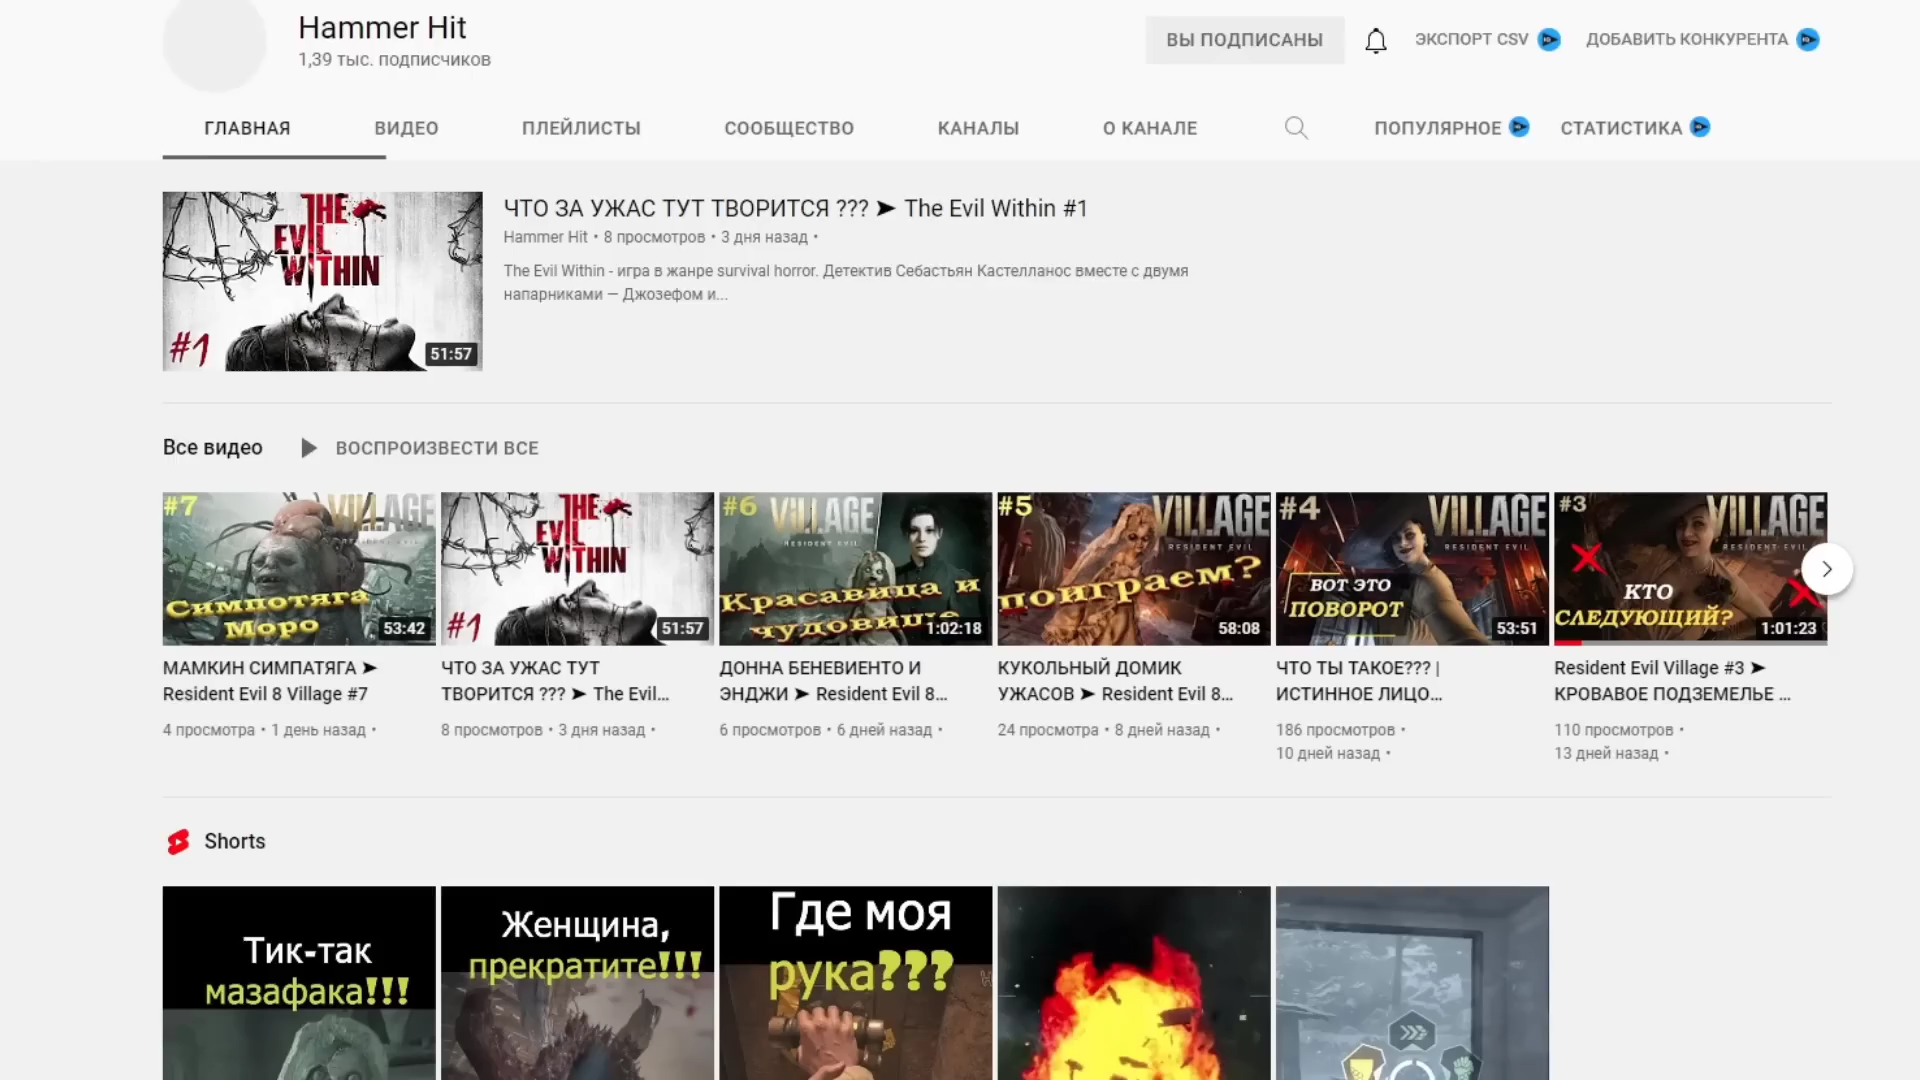 Hammer Hit
1,39 тыс. подписчиков
ВЫ ПОДПИСАНЫ
ЭКСПОРТ CSV
ДОБАВИТЬ КОНКУРЕНТА
ГЛАВНАЯ
ВИДЕО
ПЛЕЙЛИСТЫ
СООБЩЕСТВО
КАНАЛЫ
О КАНАЛЕ
ПОПУЛЯРНОЕ
СТАТИСТИКА
THE
EVIL
WITHIN
#1
51:57
ЧТО ЗА УЖАС ТУТ ТВОРИТСЯ ??? ➤ The Evil Within #1
Hammer Hit • 8 просмотров • 3 дня назад •
The Evil Within - игра в жанре survival horror. Детектив Себастьян Кастелланос вместе с двумя
напарниками — Джозефом и...
Все видео
ВОСПРОИЗВЕСТИ ВСЕ
#7
VILLAGE
Симпотяга
Моро
53:42
МАМКИН СИМПАТЯГА ➤
Resident Evil 8 Village #7
4 просмотра • 1 день назад •
THE
EVIL
WITHIN
#1
51:57
ЧТО ЗА УЖАС ТУТ
ТВОРИТСЯ ??? ➤ The Evil...
8 просмотров • 3 дня назад •
#6
VILLAGE
RESIDENT EVIL
Красавица и
1:02:18
ДОННА БЕНЕВИЕНТО И
ЭНДЖИ ➤ Resident Evil 8...
6 просмотров • 6 дней назад •
#5
VILLAGE
RESIDENT EVIL
поиграем?
58:08
КУКОЛЬНЫЙ ДОМИК
УЖАСОВ ➤ Resident Evil 8...
24 просмотра • 8 дней назад •
#4
VILLAGE
RESIDENT EVIL
ВОТ ЭТО
ПОВОРОТ
53:51
ЧТО ТЫ ТАКОЕ??? |
ИСТИННОЕ ЛИЦО...
186 просмотров •
10 дней назад •
#3
VILLAGE
RESIDENT EVIL
КТО
СЛЕДУЮЩИЙ?
1:01:23
Resident Evil Village #3 ➤
КРОВАВОЕ ПОДЗЕМЕЛЬЕ ...
110 просмотров •
13 дней назад •
Shorts
Тик-так
мазафака!!!
Женщина,
прекратите!!!
Где моя
рука???